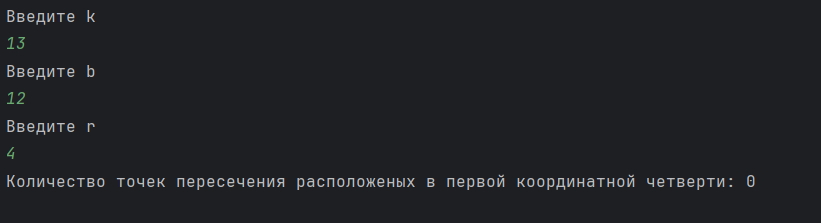 Введите k
13
Введите b
12
Введите r
4
Количество точек пересечения расположеных в первой координатной четверти: 0